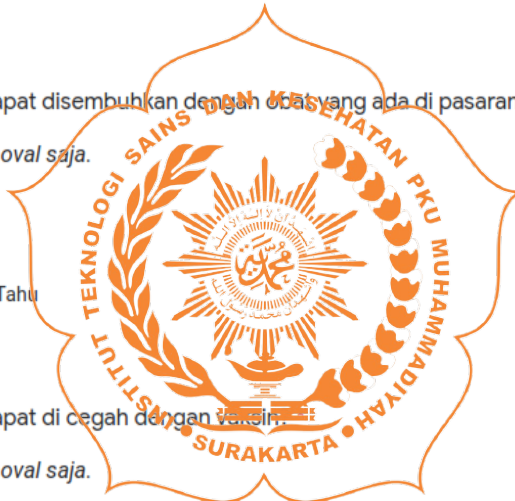 apat disembuhkan dengan obat yang ada di pasaran
oval saja.
INSTITUT TEKNOLOGI SAINS DAN KESEHATAN PKU MUHAMMADIYAH
SURAKARTA
Tahu
apat di cegah dengan vaksin?
oval saja.